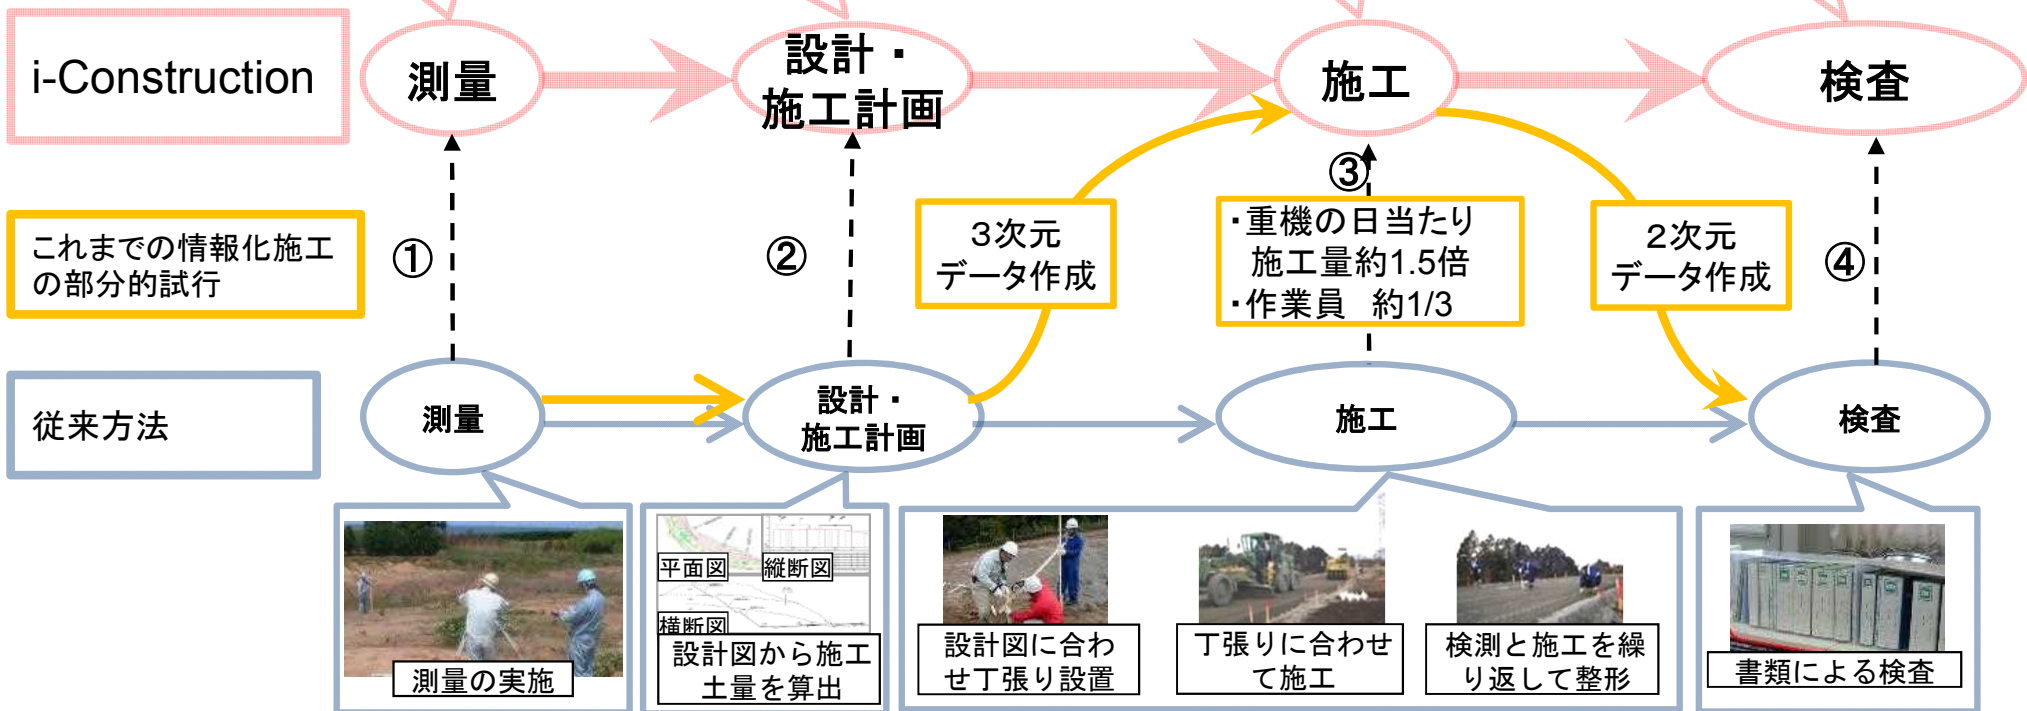 i-Construction
測量
設計・
施工計画
施工
検査
これまでの情報化施工
の部分的試行
①
②
3次元
データ作成
③
・重機の日当たり
施工量約1.5倍
・作業員 約1/3
2次元
データ作成
④
従来方法
測量
設計・
施工計画
施工
検査
測量の実施
平面図
縦断図
横断図
設計図から施工
土量を算出
設計図に合わ
せ丁張り設置
丁張りに合わせ
て施工
検測と施工を繰
り返して整形
書類による検査